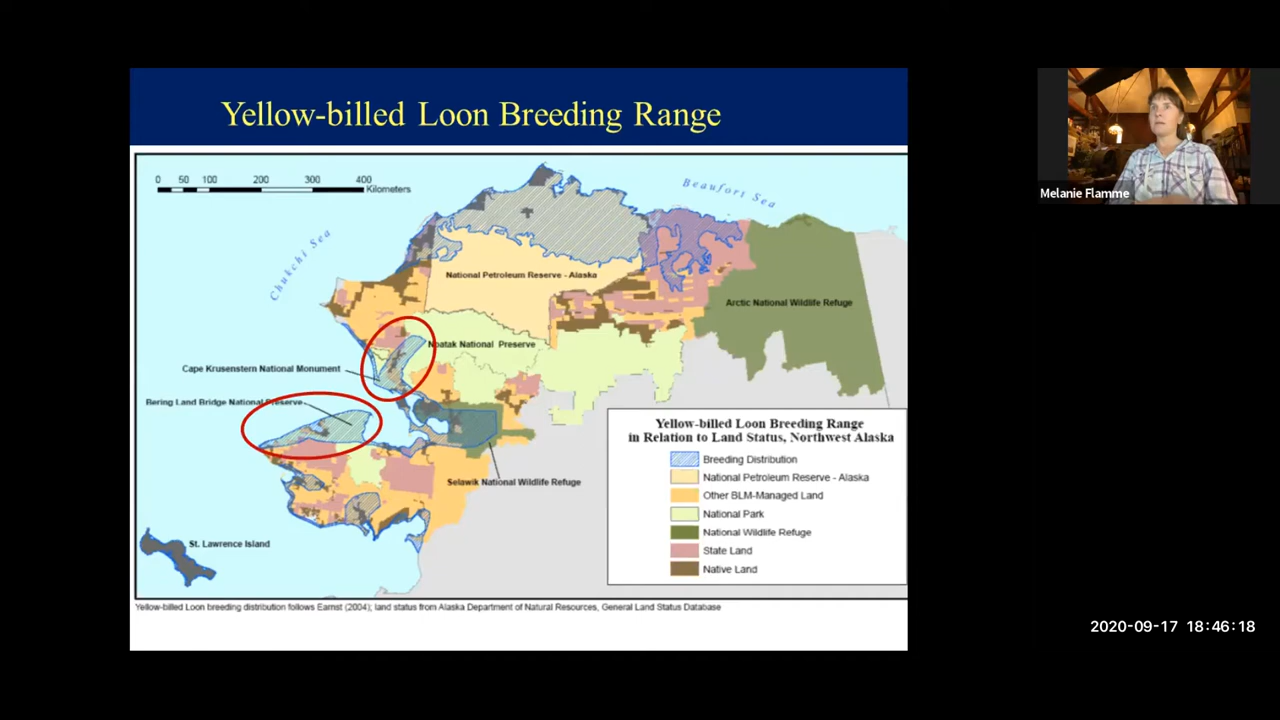 Yellow-billed Loon Breeding Range
0 50 100 200 300 400
Kilometers
Beaufort Sea
Chukchi Sea
National Petroleum Reserve - Alaska
Arctic National Wildlife Refuge
Noatak National Preserve
Cape Krusenstern National Monument
Bering Land Bridge National Preserve
Selawik National Wildlife Refuge
St. Lawrence Island
Yellow-billed Loon Breeding Range
in Relation to Land Status, Northwest Alaska
Breeding Distribution
National Petroleum Reserve - Alaska
Other BLM-Managed Land
National Park
National Wildlife Refuge
State Land
Native Land
Yellow-billed Loon breeding distribution follows Earnst (2004); land status from Alaska Department of Natural Resources, General Land Status Database
Melanie Flamme
2020-09-17 18:46:18